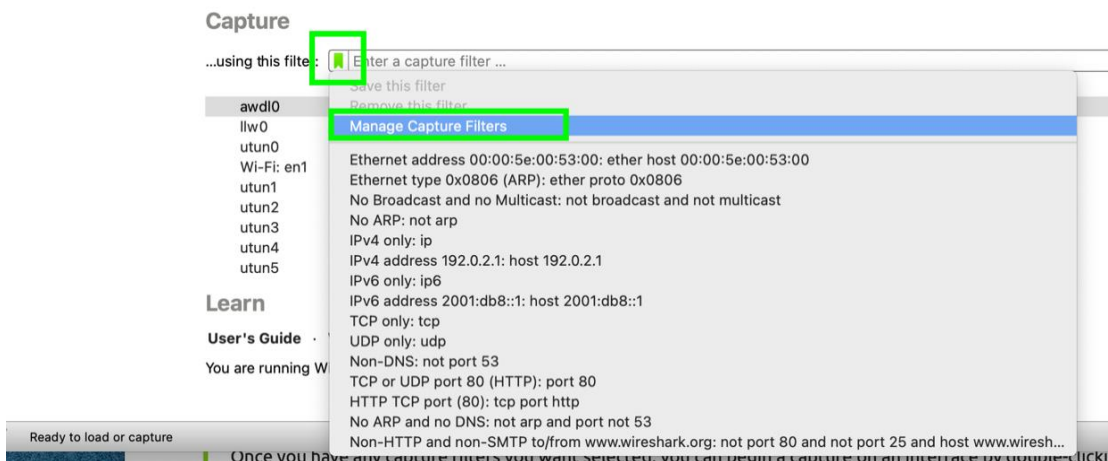 Capture
...using this filter: Enter a capture filter ...
Save this filter
awdl0 Remove this filter
llw0 Manage Capture Filters
utun0
Wi-Fi: en1 Ethernet address 00:00:5e:00:53:00: ether host 00:00:5e:00:53:00
utun1 Ethernet type 0x0806 (ARP): ether proto 0x0806
utun2 No Broadcast and no Multicast: not broadcast and not multicast
utun3 No ARP: not arp
utun4 IPv4 only: ip
utun5 IPv4 address 192.0.2.1: host 192.0.2.1
IPv6 only: ip6
Learn IPv6 address 2001:db8::1: host 2001:db8::1
TCP only: tcp
User's Guide · UDP only: udp
Non-DNS: not port 53
You are running TCP or UDP port 80 (HTTP): port 80
HTTP TCP port (80): tcp port http
No ARP and no DNS: not arp and port not 53
Ready to load or capture Non-HTTP and non-SMTP to/from www.wireshark.org: not port 80 and not port 25 and host www.wiresh...
Once you have any capture filters you want selected, you can begin a capture on an interface by